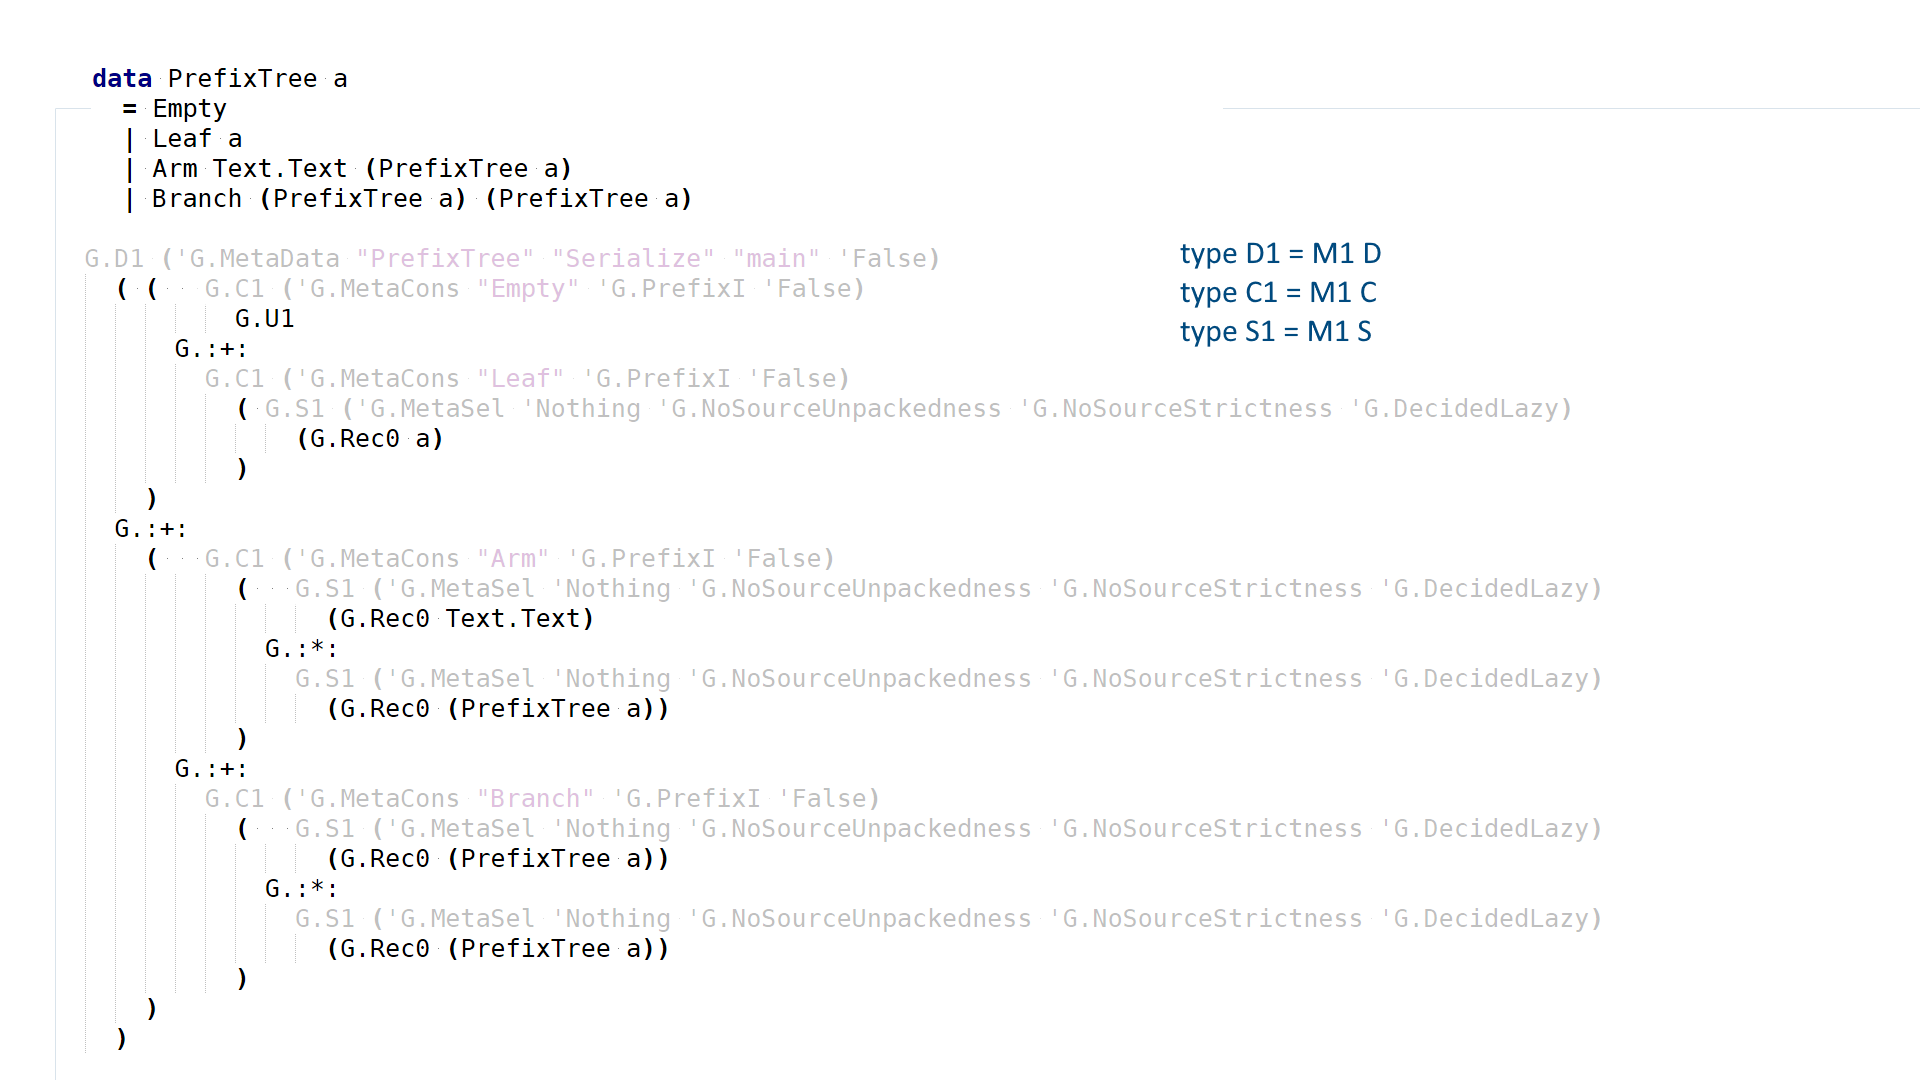 data PrefixTree a
= Empty
| Leaf a
| Arm Text.Text (PrefixTree a)
| Branch (PrefixTree a) (PrefixTree a)
G.D1 ('G.MetaData "PrefixTree" "Serialize" "main" 'False)
type D1 = M1 D
( ( G.C1 ('G.MetaCons "Empty" 'G.PrefixI 'False)
type C1 = M1 C
G.U1
type S1 = M1 S
G.:+:
G.C1 ('G.MetaCons "Leaf" 'G.PrefixI 'False)
( G.S1 ('G.MetaSel 'Nothing 'G.NoSourceUnpackedness 'G.NoSourceStrictness 'G.DecidedLazy)
(G.Rec0 a)
)
)
G.:+:
( G.C1 ('G.MetaCons "Arm" 'G.PrefixI 'False)
( G.S1 ('G.MetaSel 'Nothing 'G.NoSourceUnpackedness 'G.NoSourceStrictness 'G.DecidedLazy)
(G.Rec0 Text.Text)
G.:*:
G.S1 ('G.MetaSel 'Nothing 'G.NoSourceUnpackedness 'G.NoSourceStrictness 'G.DecidedLazy)
(G.Rec0 (PrefixTree a))
)
G.:+:
G.C1 ('G.MetaCons "Branch" 'G.PrefixI 'False)
( G.S1 ('G.MetaSel 'Nothing 'G.NoSourceUnpackedness 'G.NoSourceStrictness 'G.DecidedLazy)
(G.Rec0 (PrefixTree a))
G.:*:
G.S1 ('G.MetaSel 'Nothing 'G.NoSourceUnpackedness 'G.NoSourceStrictness 'G.DecidedLazy)
(G.Rec0 (PrefixTree a))
)
)
)